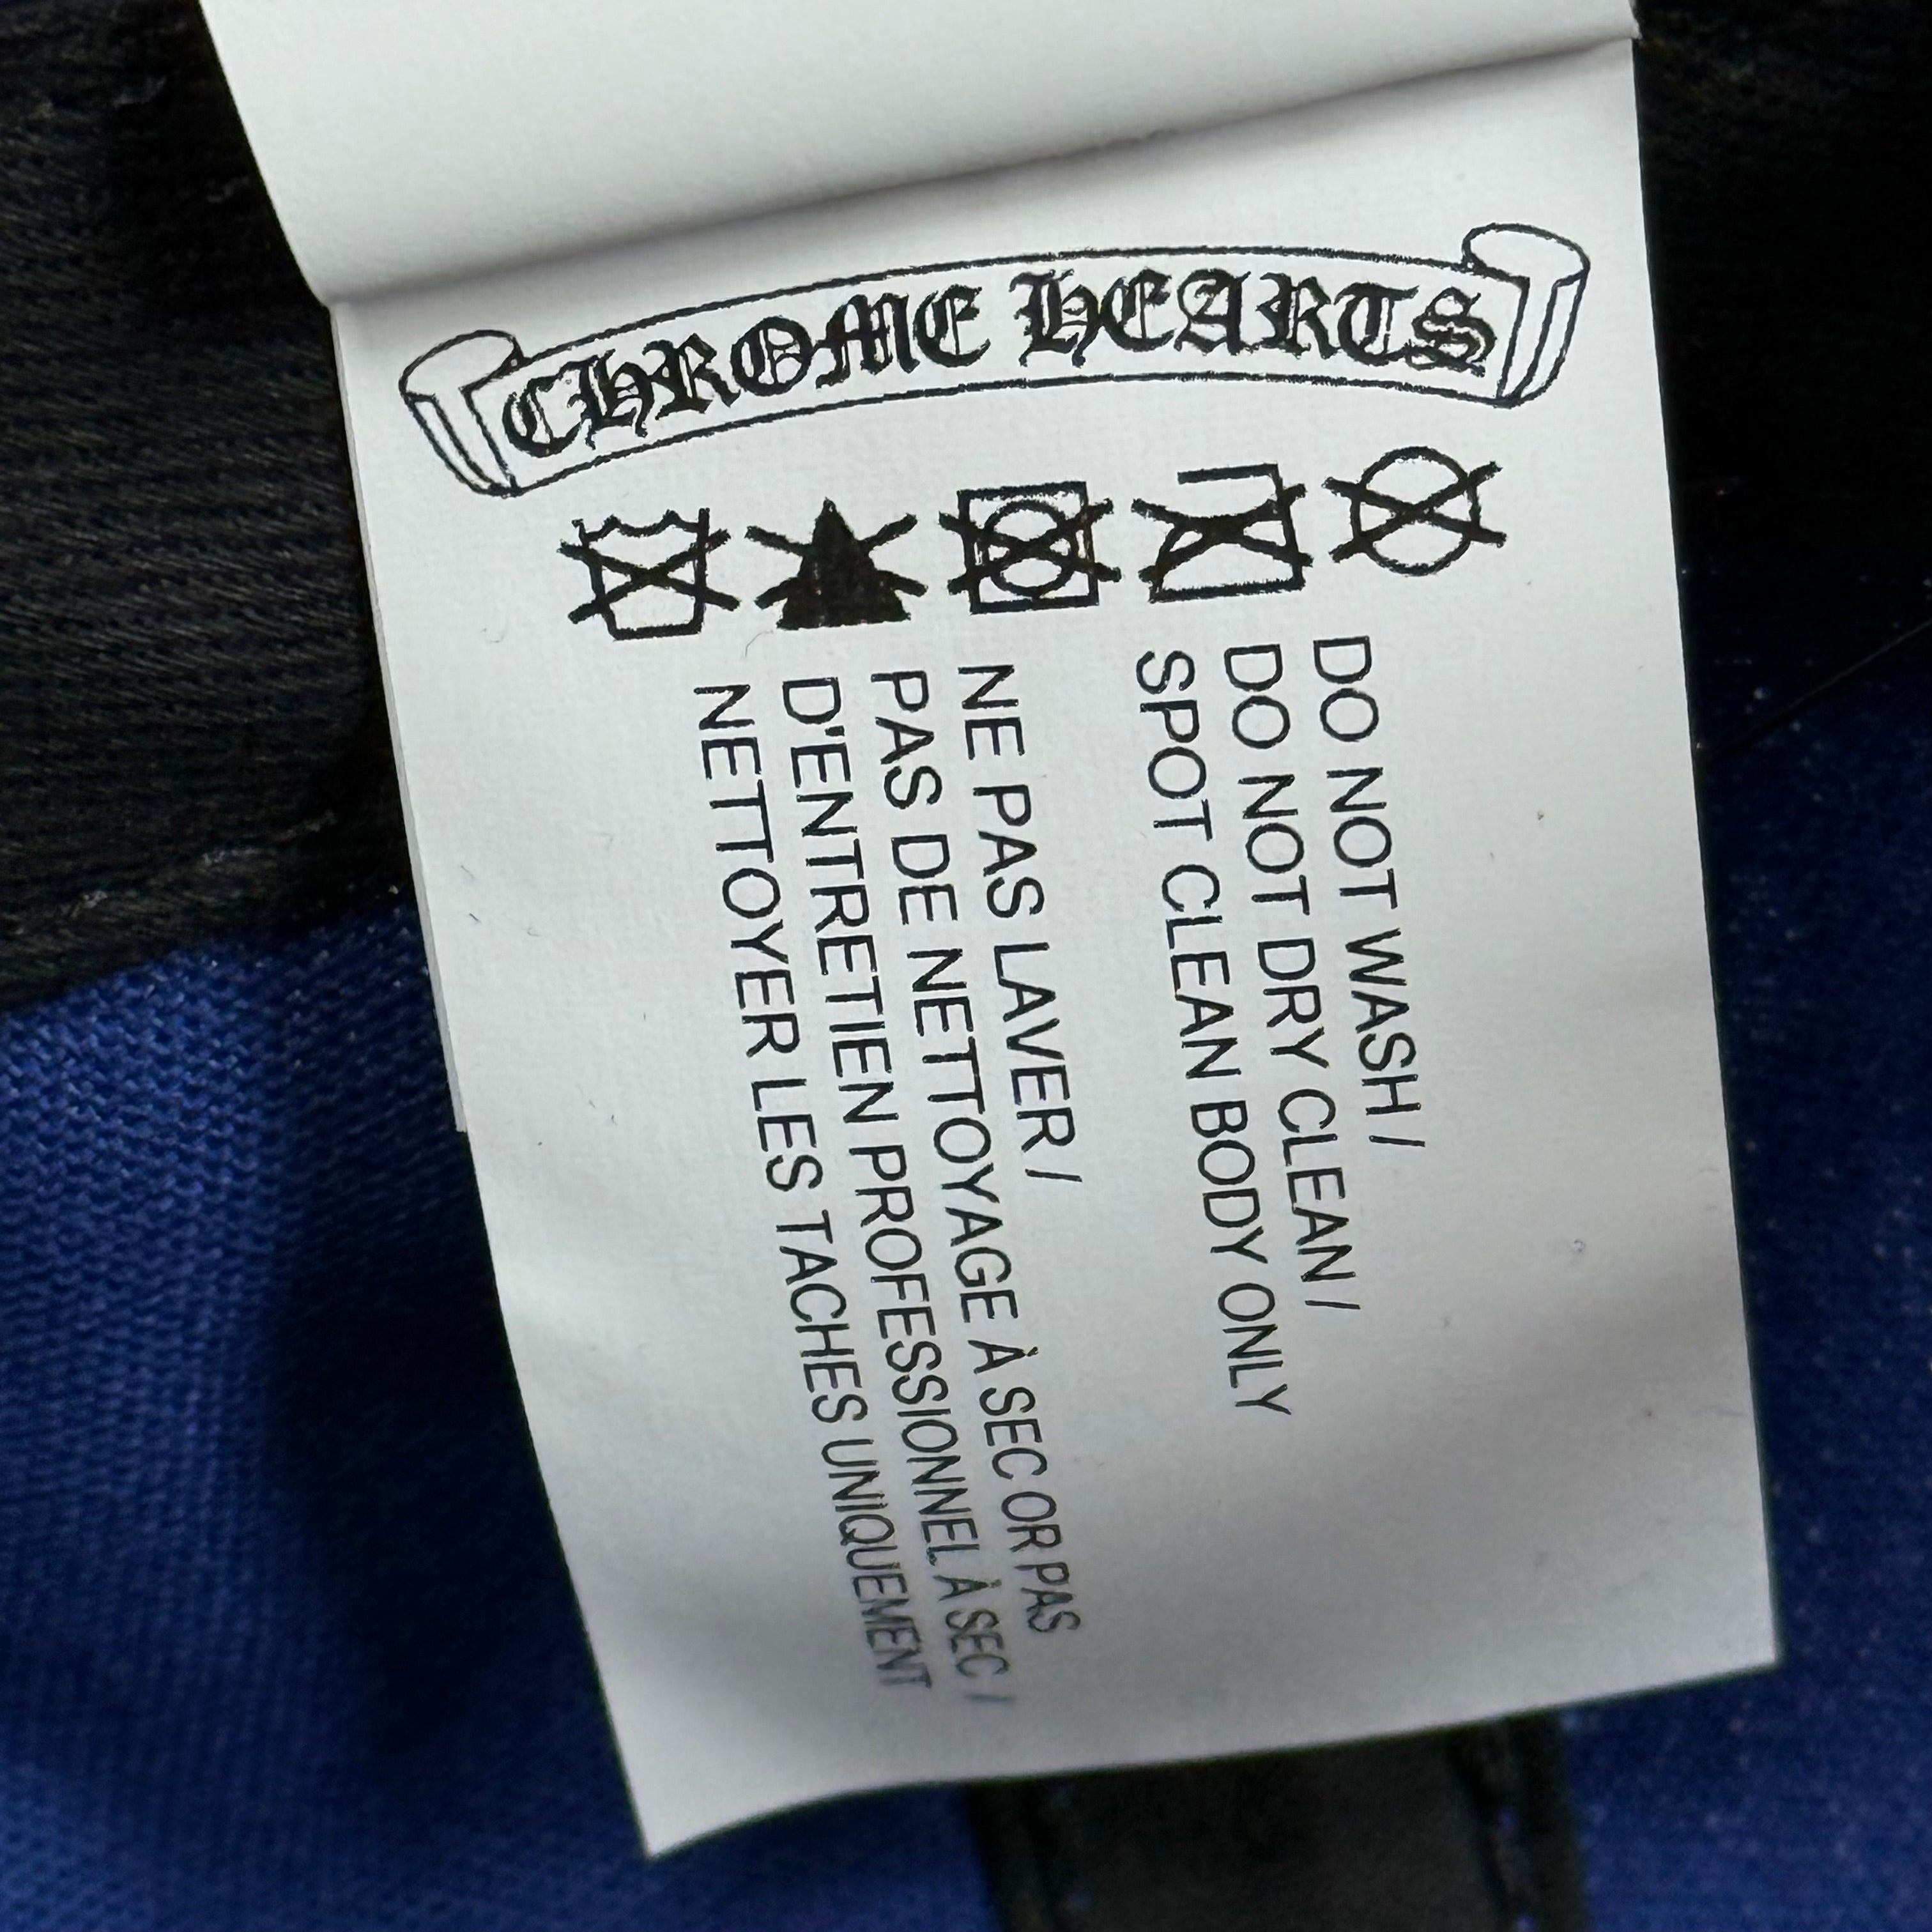 CHROME HEARTS
DO NOT WASH /
DO NOT DRY CLEAN /
SPOT CLEAN BODY ONLY
NE PAS LAVER /
PAS DE NETTOYAGE À SEC OR PAS
D'ENTRETIEN PROFESSIONNEL À SEC /
NETTOYER LES TACHES UNIQUEMENT